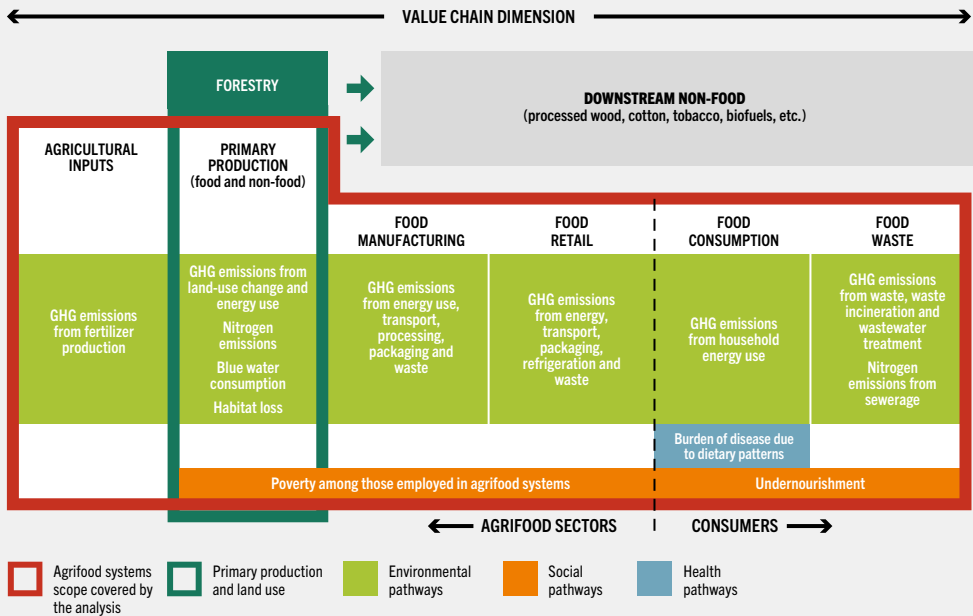 VALUE CHAIN DIMENSION
FORESTRY
DOWNSTREAM NON-FOOD
(processed wood, cotton, tobacco, biofuels, etc.)
AGRICULTURAL
INPUTS
PRIMARY
PRODUCTION
(food and non-food)
FOOD
MANUFACTURING
FOOD
RETAIL
FOOD
CONSUMPTION
FOOD
WASTE
GHG emissions
from fertilizer
production
GHG emissions from
land-use change and
energy use
Nitrogen
emissions
Blue water
consumption
Habitat loss
GHG emissions
from energy use,
transport,
processing,
packaging and
waste
GHG emissions
from energy,
transport,
packaging,
refrigeration and
waste
GHG emissions
from household
energy use
GHG emissions
from waste, waste
incineration and
wastewater
treatment
Nitrogen
emissions from
sewerage
Burden of disease due
to dietary patterns
Poverty among those employed in agrifood systems
Undernourishment
AGRIFOOD SECTORS
CONSUMERS
Agrifood systems
scope covered by
the analysis
Primary production
and land use
Environmental
pathways
Social
pathways
Health
pathways